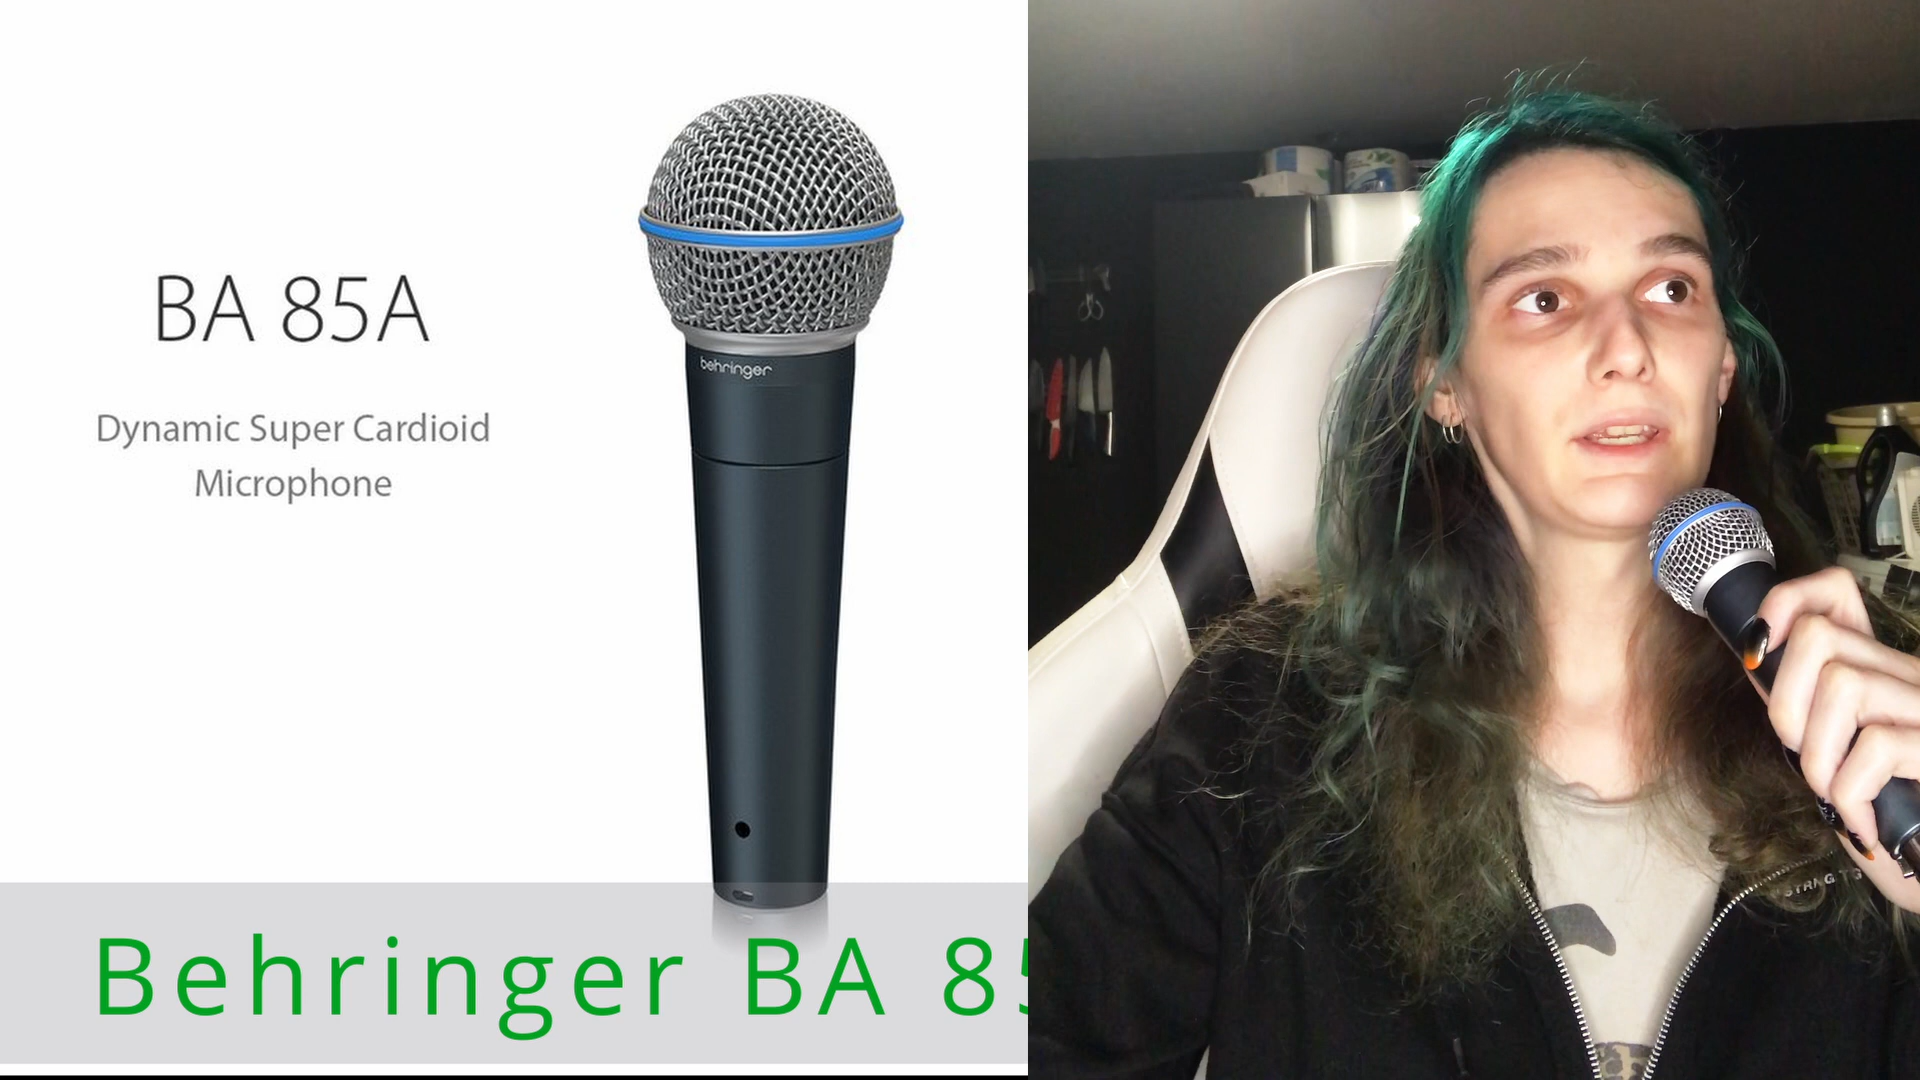 BA 85A
Dynamic Super Cardioid
Microphone
behringer
Behringer BA 85